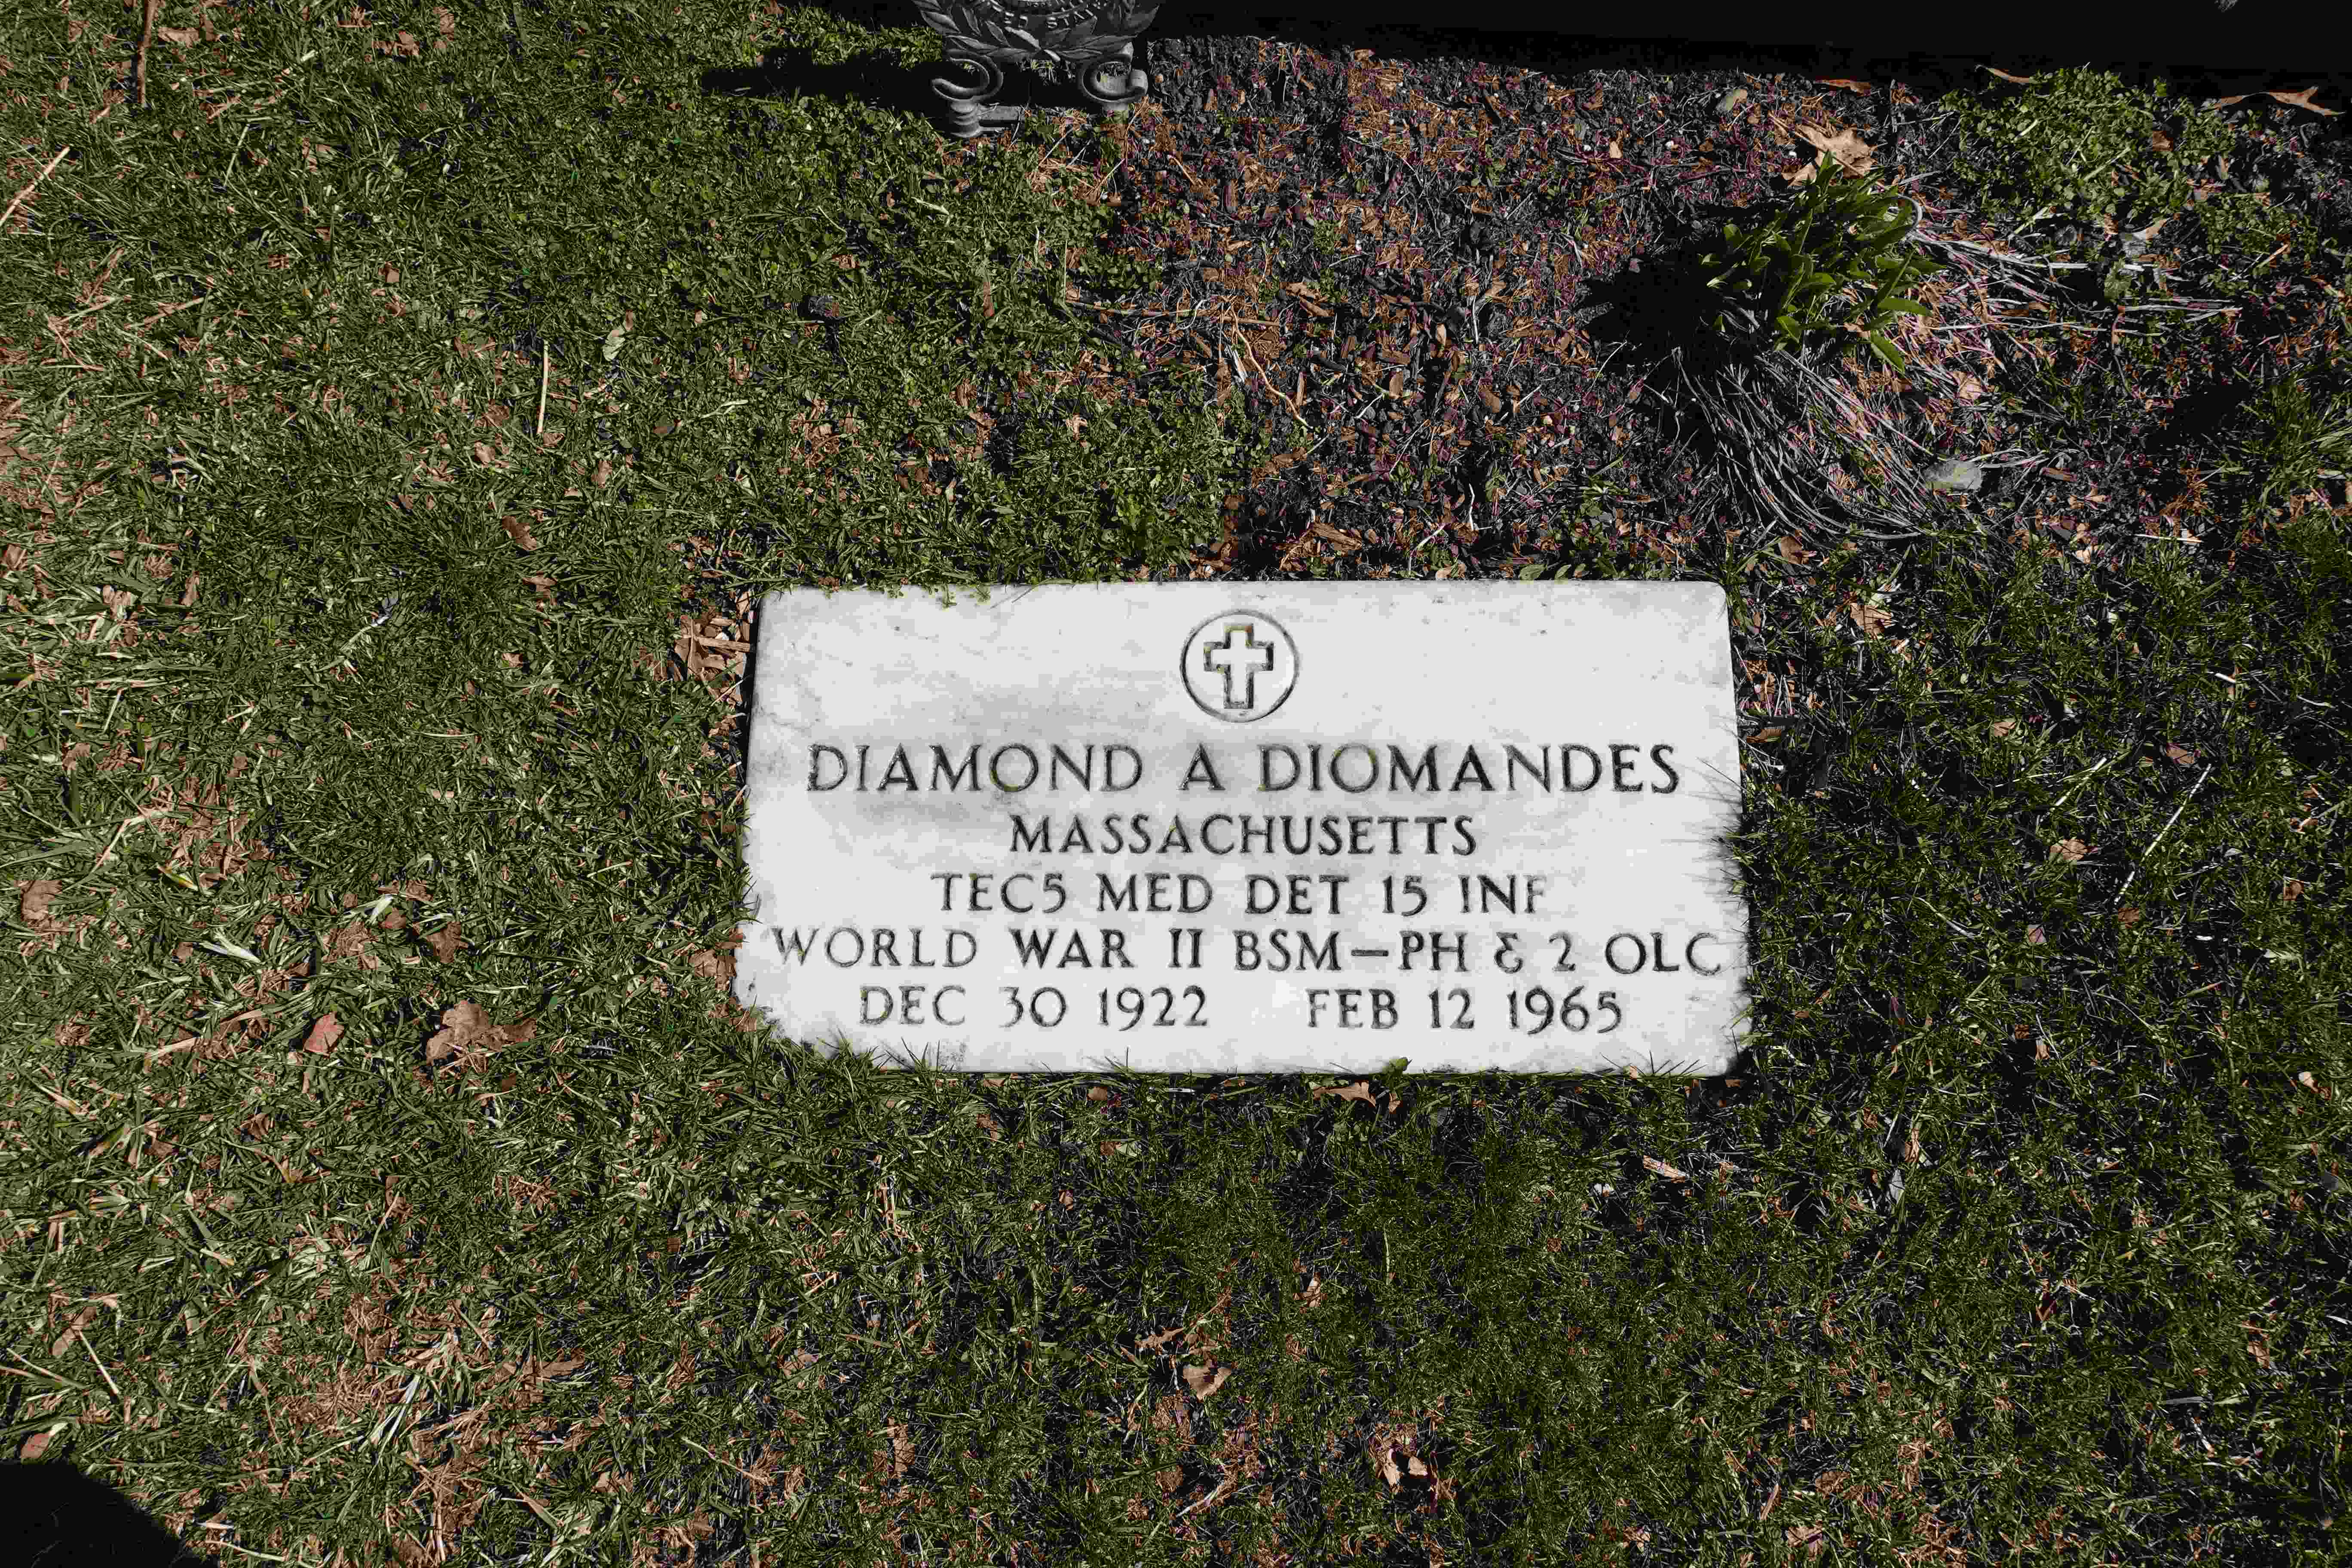 DIAMOND A DIOMANDES
MASSACHUSETTS
TEC5 MED DET 15 INF
WORLD WAR II BSM–PH & 2 OLC
DEC 30 1922 FEB 12 1965